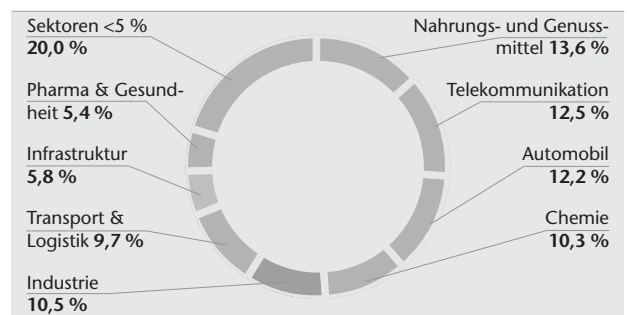 Sektoren <5 %
20,0 %
Pharma & Gesund-
heit 5,4 %
Infrastruktur
5,8 %
Transport &
Logistik 9,7 %
Industrie
10,5 %
Nahrungs- und Genuss-
mittel 13,6 %
Telekommunikation
12,5 %
Automobil
12,2 %
Chemie
10,3 %